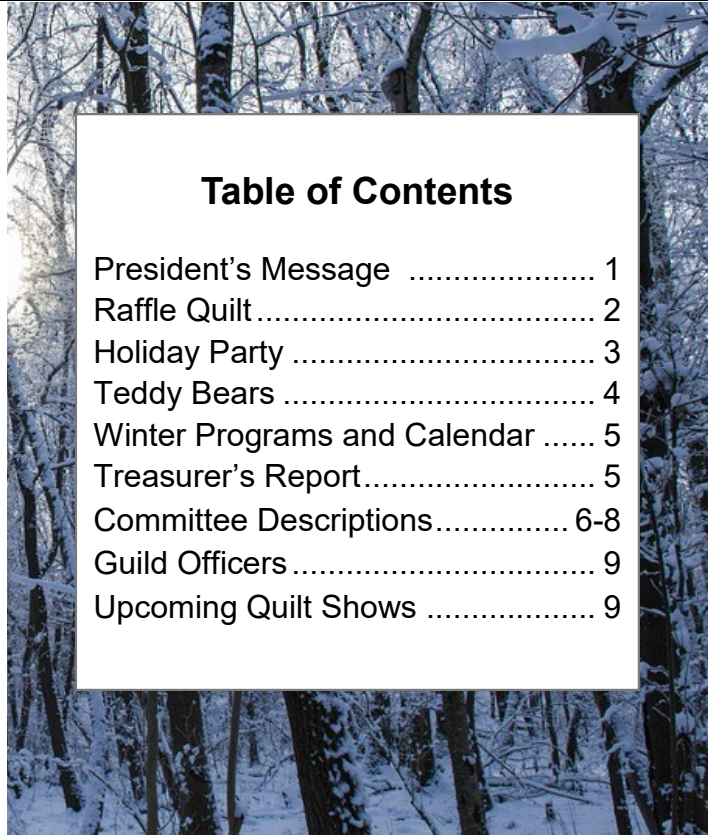 Table of Contents
President’s Message ..................... 1
Raffle Quilt...................................... 2
Holiday Party .................................. 3
Teddy Bears ................................... 4
Winter Programs and Calendar ...... 5
Treasurer’s Report.......................... 5
Committee Descriptions............... 6-8
Guild Officers.................................. 9
Upcoming Quilt Shows ................... 9